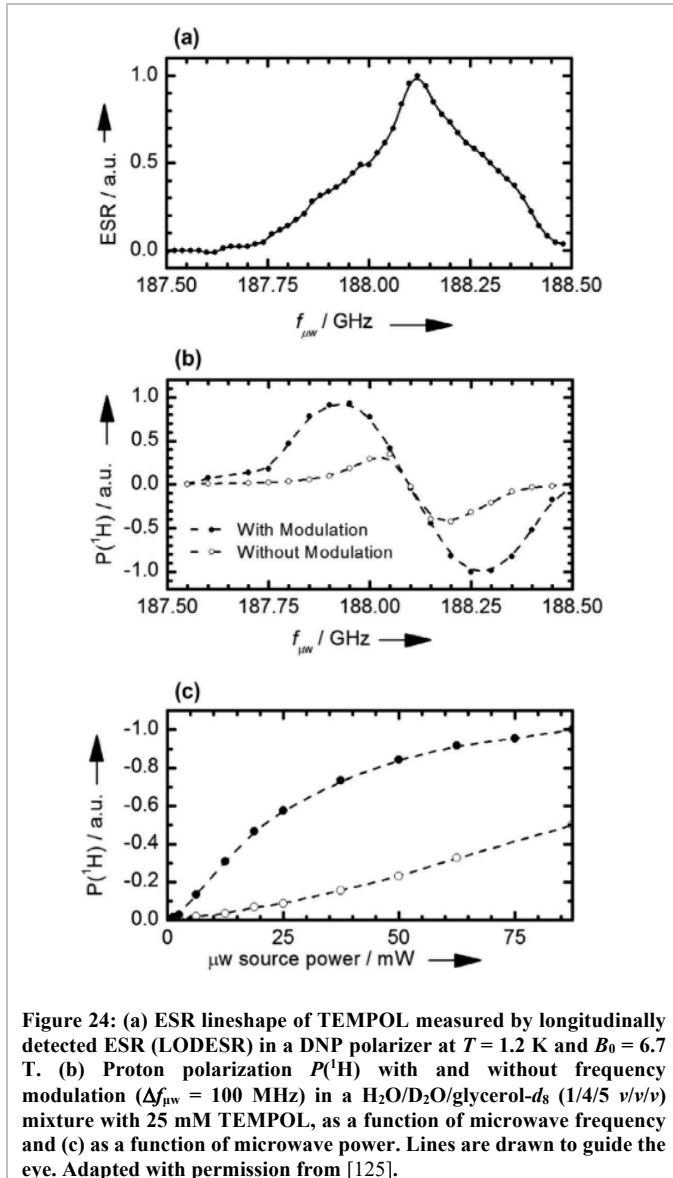 (a)
ESR / a.u.
1.0
0.5
0.0
187.50 187.75 188.00 188.25 188.50
fμw / GHz
(b)
P(¹H) / a.u.
1.0
0.5
0.0
-0.5
-1.0
With Modulation
Without Modulation
187.50 187.75 188.00 188.25 188.50
fμw / GHz
(c)
P(¹H) / a.u.
-1.0
-0.8
-0.6
-0.4
-0.2
0.0
0 25 50 75
μw source power / mW
Figure 24: (a) ESR lineshape of TEMPOL measured by longitudinally
detected ESR (LODESR) in a DNP polarizer at T = 1.2 K and B₀ = 6.7
T. (b) Proton polarization P(¹H) with and without frequency
modulation (Δfμw = 100 MHz) in a H₂O/D₂O/glycerol-d₈ (1/4/5 v/v/v)
mixture with 25 mM TEMPOL, as a function of microwave frequency
and (c) as a function of microwave power. Lines are drawn to guide the
eye. Adapted with permission from [125].